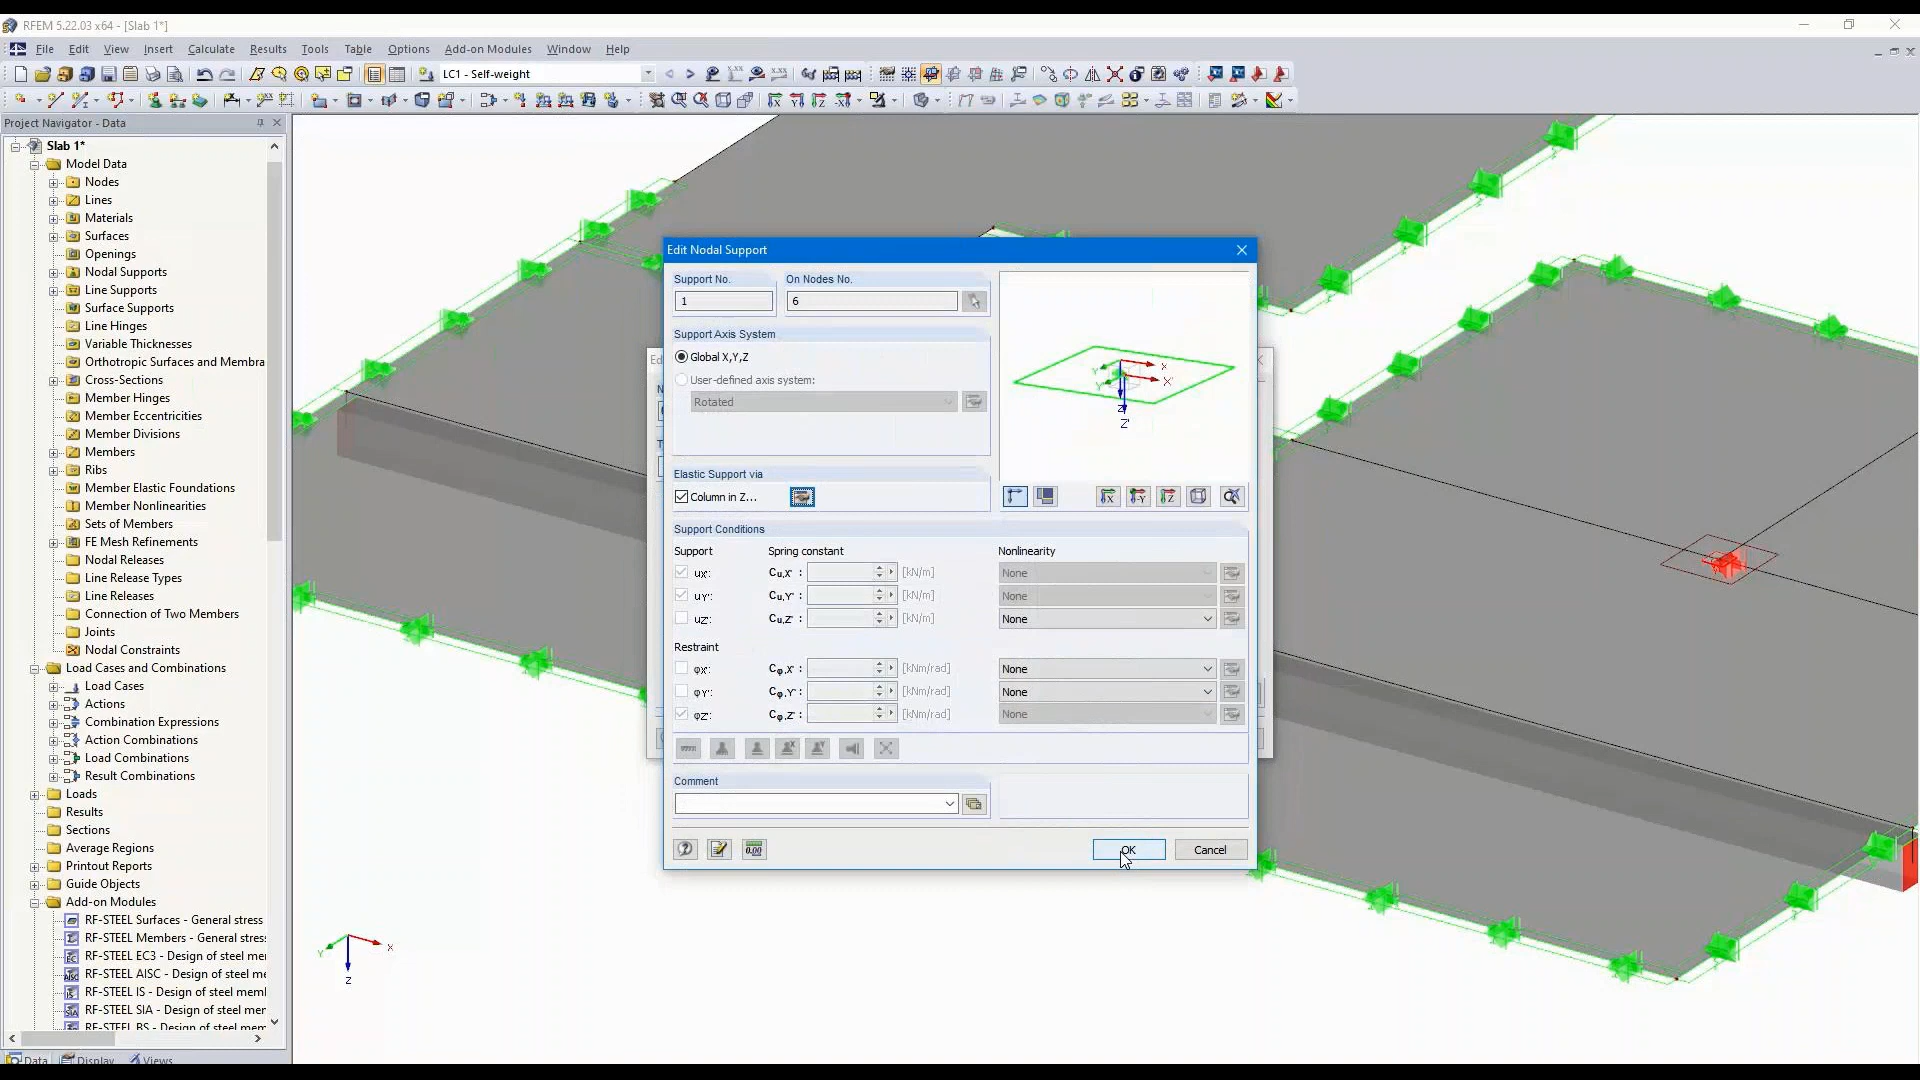 RFEM 5.22.03 x64 - [Slab 1*]
File Edit View Insert Calculate Results Tools Table Options Add-on Modules Window Help
LC1 - Self-weight
Project Navigator - Data
Slab 1*
Model Data
Nodes
Lines
Materials
Surfaces
Openings
Nodal Supports
Line Supports
Surface Supports
Line Hinges
Variable Thicknesses
Orthotropic Surfaces and Membra
Cross-Sections
Member Hinges
Member Eccentricities
Member Divisions
Members
Ribs
Member Elastic Foundations
Member Nonlinearities
Sets of Members
FE Mesh Refinements
Nodal Releases
Line Release Types
Line Releases
Connection of Two Members
Joints
Nodal Constraints
Load Cases and Combinations
Load Cases
Actions
Combination Expressions
Action Combinations
Load Combinations
Result Combinations
Loads
Results
Sections
Average Regions
Printout Reports
Guide Objects
Add-on Modules
RF-STEEL Surfaces - General stress
RF-STEEL Members - General stres
RF-STEEL EC3 - Design of steel me
RF-STEEL AISC - Design of steel me
RF-STEEL IS - Design of steel meml
RF-STEEL SIA - Design of steel mer
RF-STEEL BS - Design of steel mem
Data Display Views
Edit Nodal Support
Support No.
On Nodes No.
1
6
Support Axis System
Global X,Y,Z
User-defined axis system:
Rotated
Elastic Support via
Column in Z...
Support Conditions
Support Spring constant Nonlinearity
uX': Cu,X' : [kN/m] None
uY': Cu,Y' : [kN/m] None
uZ': Cu,Z' : [kN/m] None
Restraint
φX': Cφ,X' : [kNm/rad] None
φY': Cφ,Y' : [kNm/rad] None
φZ': Cφ,Z' : [kNm/rad] None
Comment
OK Cancel
Y X
X'
Z'
Y X
Z